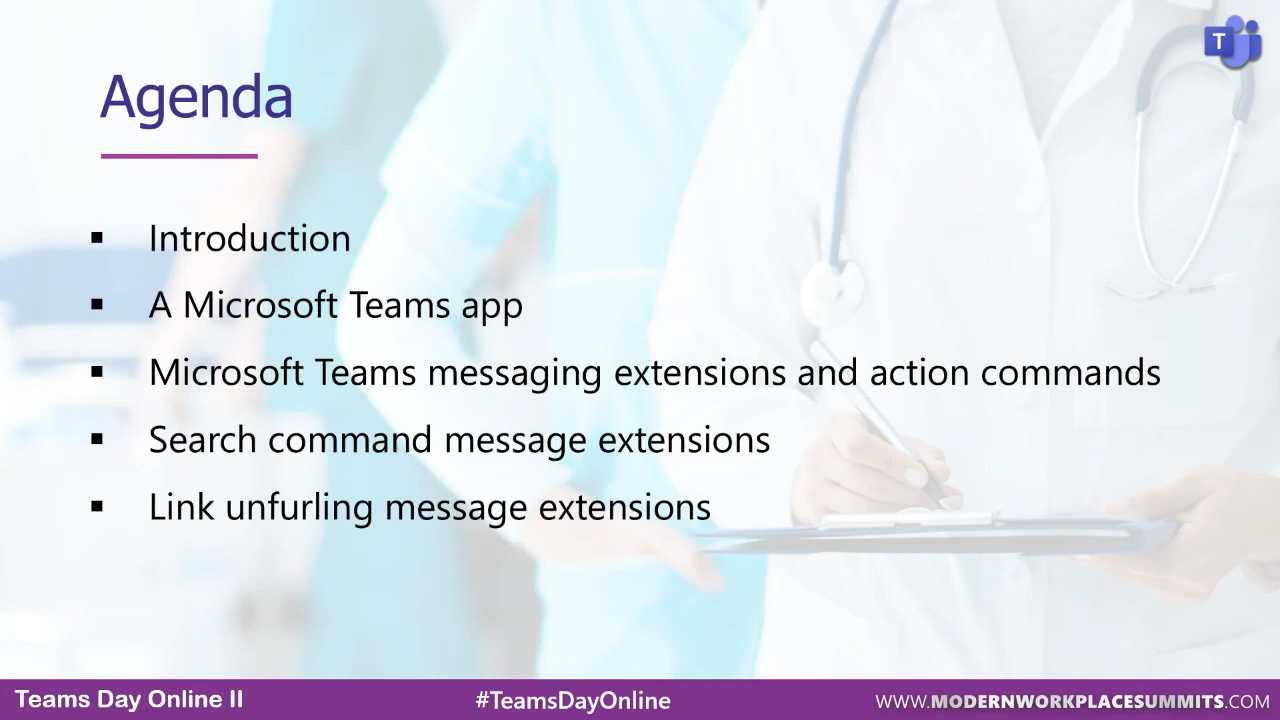 T
Agenda
▪ Introduction
▪ A Microsoft Teams app
▪ Microsoft Teams messaging extensions and action commands
▪ Search command message extensions
▪ Link unfurling message extensions
Teams Day Online II
#TeamsDayOnline
WWW.MODERNWORKPLACESUMMITS.COM